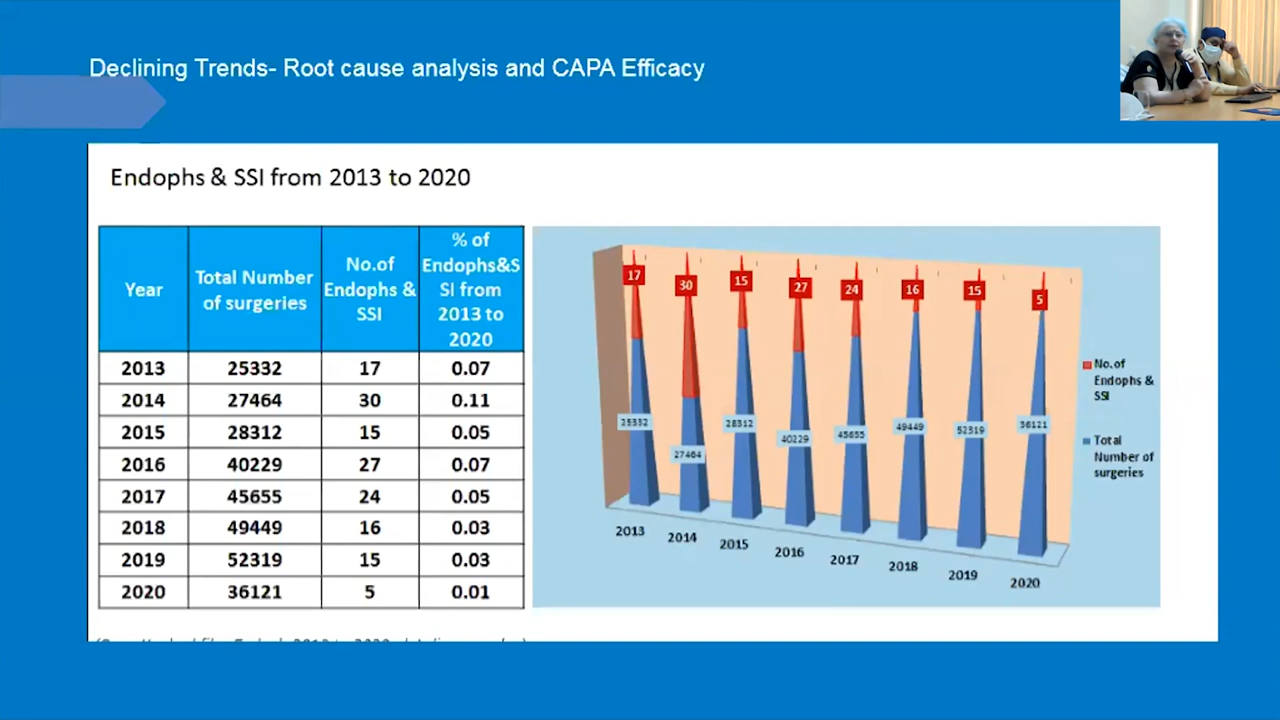 Declining Trends- Root cause analysis and CAPA Efficacy
Endophs & SSI from 2013 to 2020
Year
Total Number
of surgeries
No.of
Endophs &
SSI
% of
Endophs&S
SI from
2013 to
2020
2013 25332 17 0.07
2014 27464 30 0.11
2015 28312 15 0.05
2016 40229 27 0.07
2017 45655 24 0.05
2018 49449 16 0.03
2019 52319 15 0.03
2020 36121 5 0.01
17 30 15 27 24 16 15 5
25332 27464 28312 40229 45655 49449 52319 36121
2013 2014 2015 2016 2017 2018 2019 2020
No.of
Endophs &
SSI
Total
Number of
surgeries